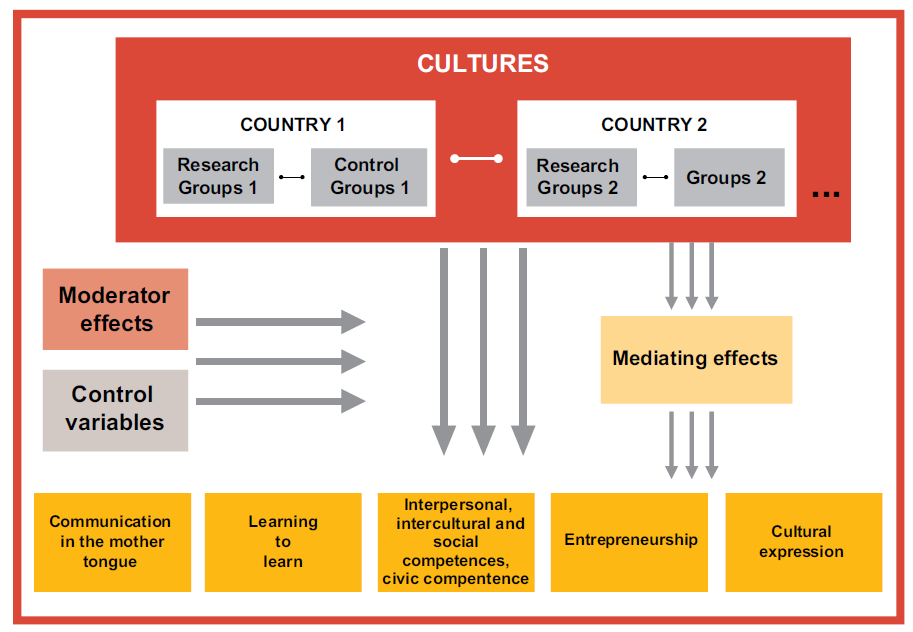 CULTURES
COUNTRY 1
Research
Groups 1
Control
Groups 1
COUNTRY 2
Research
Groups 2
Groups 2
...
Moderator
effects
Control
variables
Mediating effects
Communication
in the mother
tongue
Learning
to
learn
Interpersonal,
intercultural and
social
competences,
civic compentence
Entrepreneurship
Cultural
expression